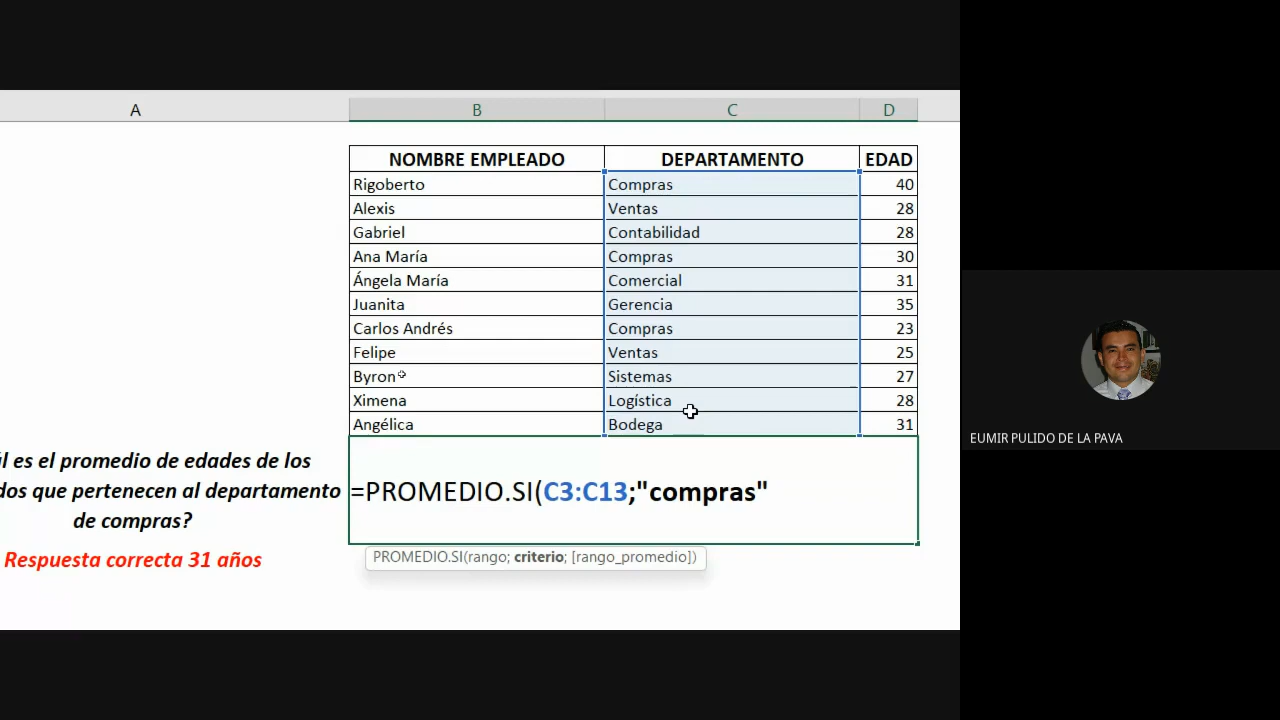 A B C D
NOMBRE EMPLEADO DEPARTAMENTO EDAD
Rigoberto Compras 40
Alexis Ventas 28
Gabriel Contabilidad 28
Ana María Compras 30
Ángela María Comercial 31
Juanita Gerencia 35
Carlos Andrés Compras 23
Felipe Ventas 25
Byron Sistemas 27
Ximena Logística 28
Angélica Bodega 31
es el promedio de edades de los
que pertenecen al departamento
de compras?
Respuesta correcta 31 años
=PROMEDIO.SI(C3:C13;"compras"
PROMEDIO.SI(rango; criterio; [rango_promedio])
EUMIR PULIDO DE LA PAVA